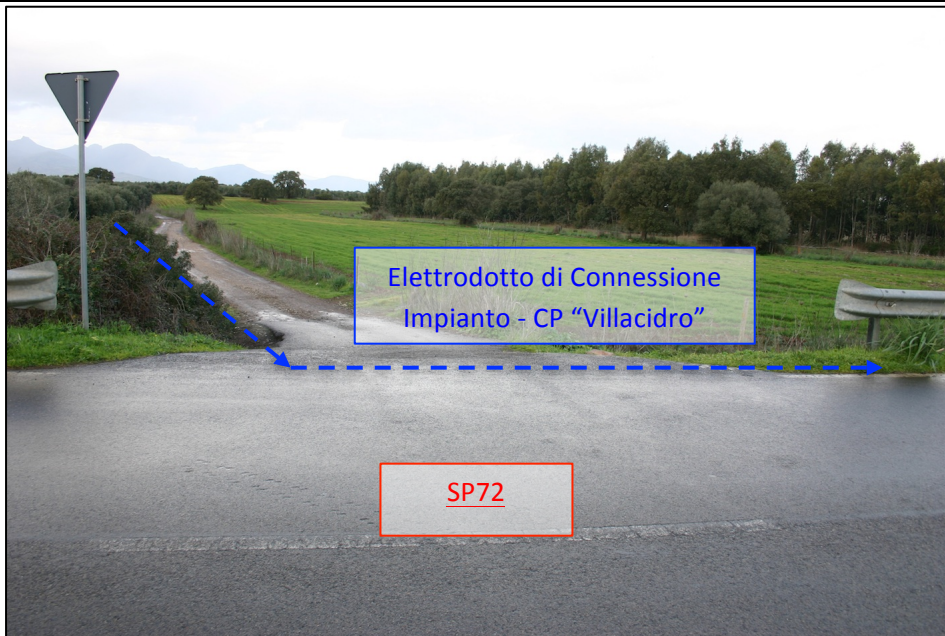 Elettrodotto di Connessione
Impianto - CP “Villacidro”
SP72